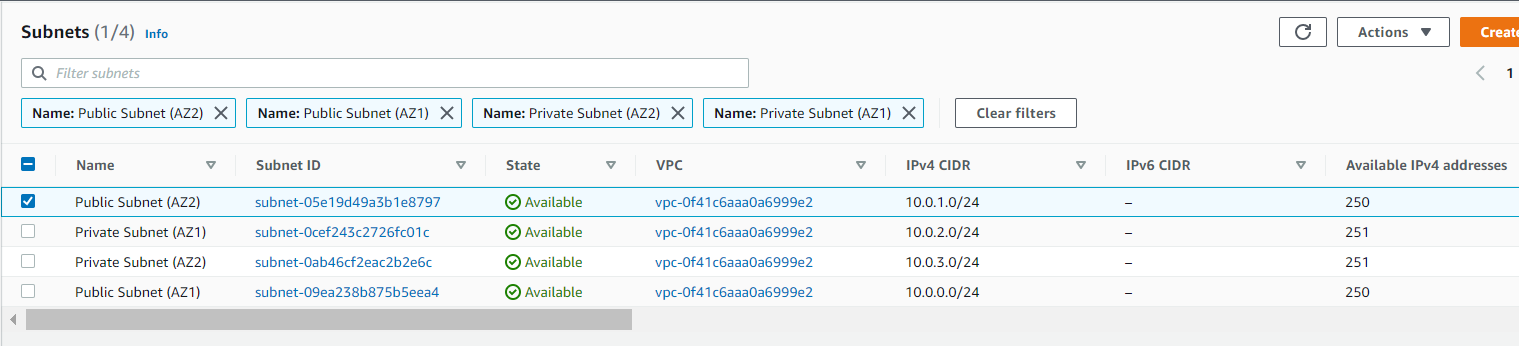 Subnets (1/4) Info Actions Create
Filter subnets 1
Name: Public Subnet (AZ2) Name: Public Subnet (AZ1) Name: Private Subnet (AZ2) Name: Private Subnet (AZ1) Clear filters
Name Subnet ID State VPC IPv4 CIDR IPv6 CIDR Available IPv4 addresses
Public Subnet (AZ2) subnet-05e19d49a3b1e8797 Available vpc-0f41c6aaa0a6999e2 10.0.1.0/24 – 250
Private Subnet (AZ1) subnet-0cef243c2726fc01c Available vpc-0f41c6aaa0a6999e2 10.0.2.0/24 – 251
Private Subnet (AZ2) subnet-0ab46cf2eac2b2e6c Available vpc-0f41c6aaa0a6999e2 10.0.3.0/24 – 251
Public Subnet (AZ1) subnet-09ea238b875b5eea4 Available vpc-0f41c6aaa0a6999e2 10.0.0.0/24 – 250